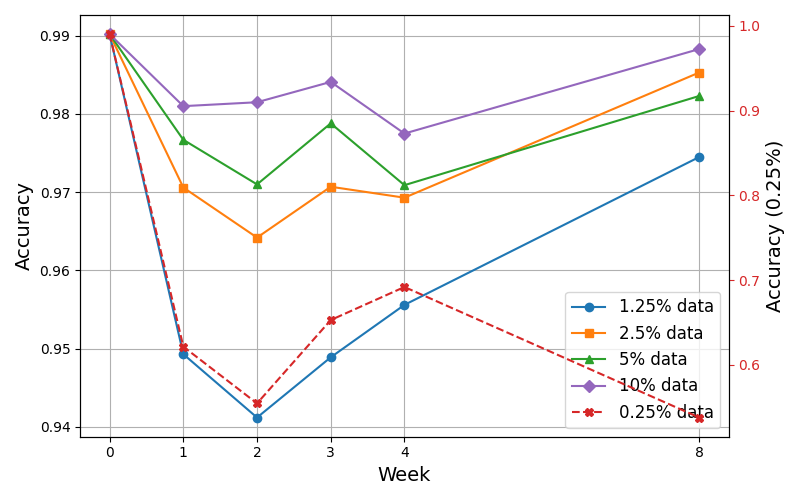 0.99
0.98
0.97
0.96
0.95
0.94
Accuracy
0
1
2
3
4
8
Week
1.0
0.9
0.8
0.7
0.6
Accuracy (0.25%)
1.25% data
2.5% data
5% data
10% data
0.25% data